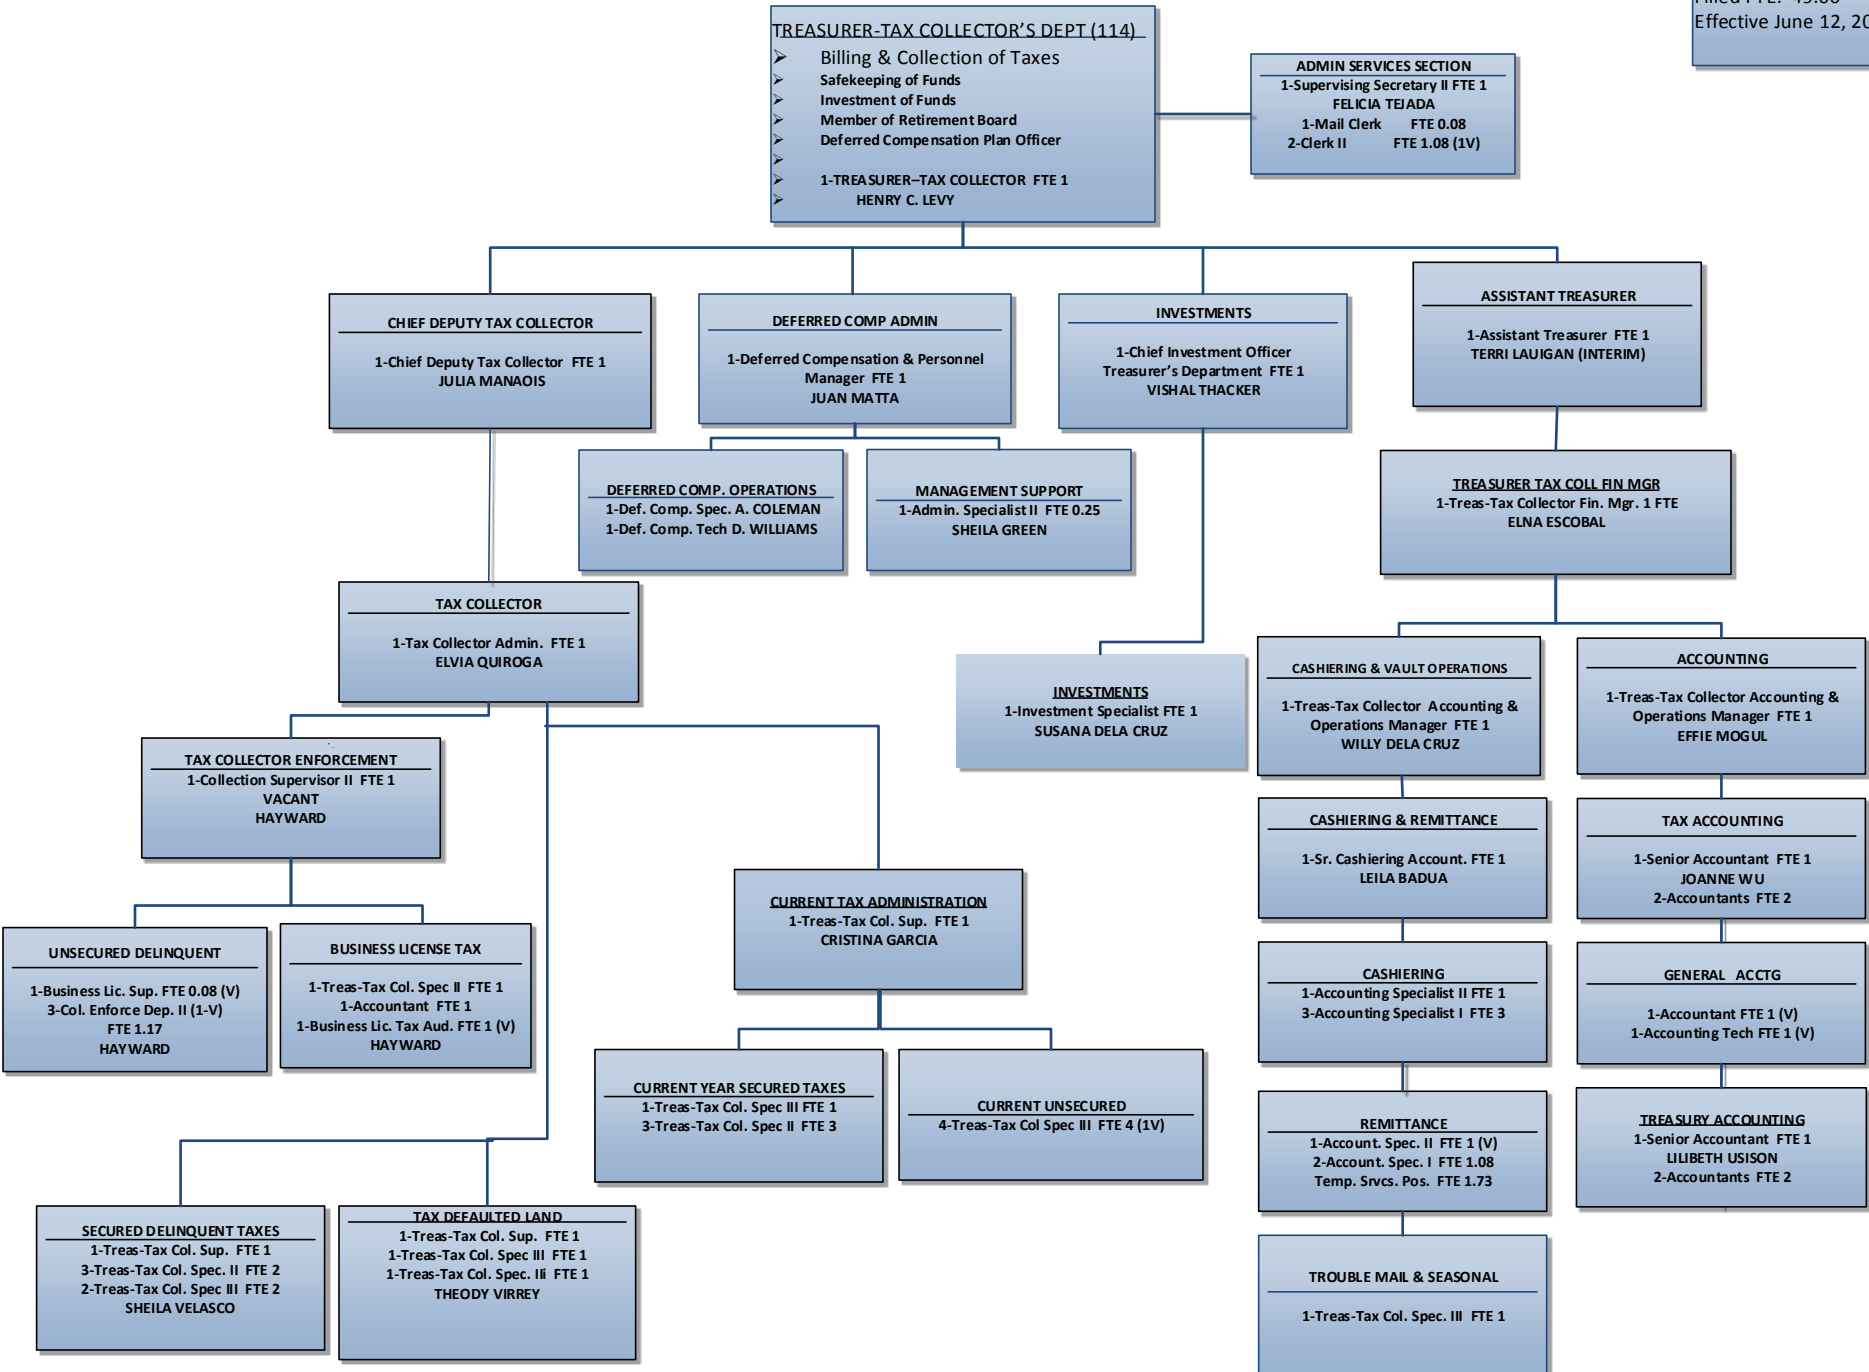 Effective June 12, 20
TREASURER-TAX COLLECTOR'S DEPT (114)
➢ Billing & Collection of Taxes
➢ Safekeeping of Funds
➢ Investment of Funds
➢ Member of Retirement Board
➢ Deferred Compensation Plan Officer
➢
➢ 1-TREASURER–TAX COLLECTOR FTE 1
➢ HENRY C. LEVY
ADMIN SERVICES SECTION
1-Supervising Secretary II FTE 1
FELICIA TEJADA
1-Mail Clerk FTE 0.08
2-Clerk II FTE 1.08 (1V)
CHIEF DEPUTY TAX COLLECTOR
1-Chief Deputy Tax Collector FTE 1
JULIA MANAOIS
DEFERRED COMP ADMIN
1-Deferred Compensation & Personnel
Manager FTE 1
JUAN MATTA
INVESTMENTS
1-Chief Investment Officer
Treasurer's Department FTE 1
VISHAL THACKER
ASSISTANT TREASURER
1-Assistant Treasurer FTE 1
TERRI LAUIGAN (INTERIM)
DEFERRED COMP. OPERATIONS
1-Def. Comp. Spec. A. COLEMAN
1-Def. Comp. Tech D. WILLIAMS
MANAGEMENT SUPPORT
1-Admin. Specialist II FTE 0.25
SHEILA GREEN
TREASURER TAX COLL FIN MGR
1-Treas-Tax Collector Fin. Mgr. 1 FTE
ELNA ESCOBAL
TAX COLLECTOR
1-Tax Collector Admin. FTE 1
ELVIA QUIROGA
INVESTMENTS
1-Investment Specialist FTE 1
SUSANA DELA CRUZ
CASHIERING & VAULT OPERATIONS
1-Treas-Tax Collector Accounting &
Operations Manager FTE 1
WILLY DELA CRUZ
ACCOUNTING
1-Treas-Tax Collector Accounting &
Operations Manager FTE 1
EFFIE MOGUL
TAX COLLECTOR ENFORCEMENT
1-Collection Supervisor II FTE 1
VACANT
HAYWARD
CASHIERING & REMITTANCE
1-Sr. Cashiering Account. FTE 1
LEILA BADUA
TAX ACCOUNTING
1-Senior Accountant FTE 1
JOANNE WU
2-Accountants FTE 2
CURRENT TAX ADMINISTRATION
1-Treas-Tax Col. Sup. FTE 1
CRISTINA GARCIA
UNSECURED DELINQUENT
1-Business Lic. Sup. FTE 0.08 (V)
3-Col. Enforce Dep. II (1-V)
FTE 1.17
HAYWARD
BUSINESS LICENSE TAX
1-Treas-Tax Col. Spec II FTE 1
1-Accountant FTE 1
1-Business Lic. Tax Aud. FTE 1 (V)
HAYWARD
CASHIERING
1-Accounting Specialist II FTE 1
3-Accounting Specialist I FTE 3
GENERAL ACCTG
1-Accountant FTE 1 (V)
1-Accounting Tech FTE 1 (V)
CURRENT YEAR SECURED TAXES
1-Treas-Tax Col. Spec III FTE 1
3-Treas-Tax Col. Spec II FTE 3
CURRENT UNSECURED
4-Treas-Tax Col Spec III FTE 4 (1V)
REMITTANCE
1-Account. Spec. II FTE 1 (V)
2-Account. Spec. I FTE 1.08
Temp. Srvcs. Pos. FTE 1.73
TREASURY ACCOUNTING
1-Senior Accountant FTE 1
LILIBETH USISON
2-Accountants FTE 2
SECURED DELINQUENT TAXES
1-Treas-Tax Col. Sup. FTE 1
3-Treas-Tax Col. Spec. II FTE 2
2-Treas-Tax Col. Spec III FTE 2
SHEILA VELASCO
TAX DEFAULTED LAND
1-Treas-Tax Col. Sup. FTE 1
1-Treas-Tax Col. Spec III FTE 1
1-Treas-Tax Col. Spec. IIi FTE 1
THEODY VIRREY
TROUBLE MAIL & SEASONAL
1-Treas-Tax Col. Spec. III FTE 1